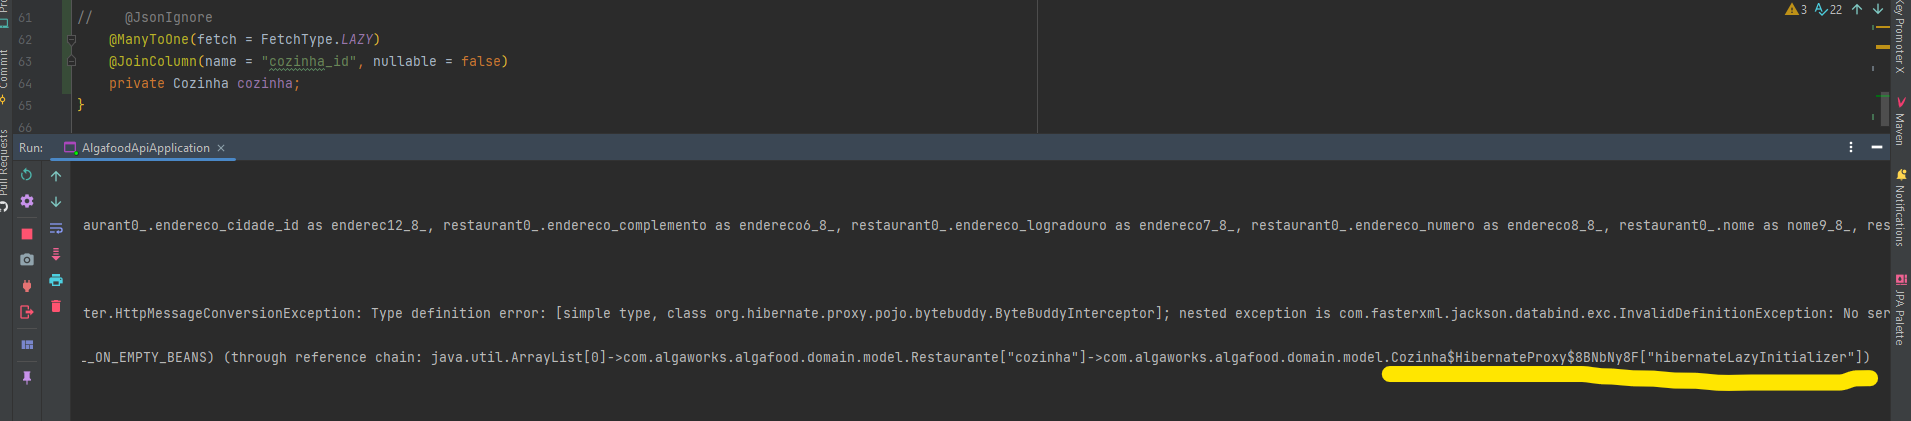 61 //    @JsonIgnore
62 @ManyToOne(fetch = FetchType.LAZY)
63 @JoinColumn(name = "cozinha_id", nullable = false)
64 private Cozinha cozinha;
65 }
66
3 22
Commit
Pull Requests
Key Promoter X
Maven
Notifications
JPA Palette
Run: AlgafoodApiApplication ×
aurant0_.endereco_cidade_id as enderec12_8_, restaurant0_.endereco_complemento as endereco6_8_, restaurant0_.endereco_logradouro as endereco7_8_, restaurant0_.endereco_numero as endereco8_8_, restaurant0_.nome as nome9_8_, res
ter.HttpMessageConversionException: Type definition error: [simple type, class org.hibernate.proxy.pojo.bytebuddy.ByteBuddyInterceptor]; nested exception is com.fasterxml.jackson.databind.exc.InvalidDefinitionException: No ser
_ON_EMPTY_BEANS) (through reference chain: java.util.ArrayList[0]->com.algaworks.algafood.domain.model.Restaurante["cozinha"]->com.algaworks.algafood.domain.model.Cozinha$HibernateProxy$8BNbNy8F["hibernateLazyInitializer"])